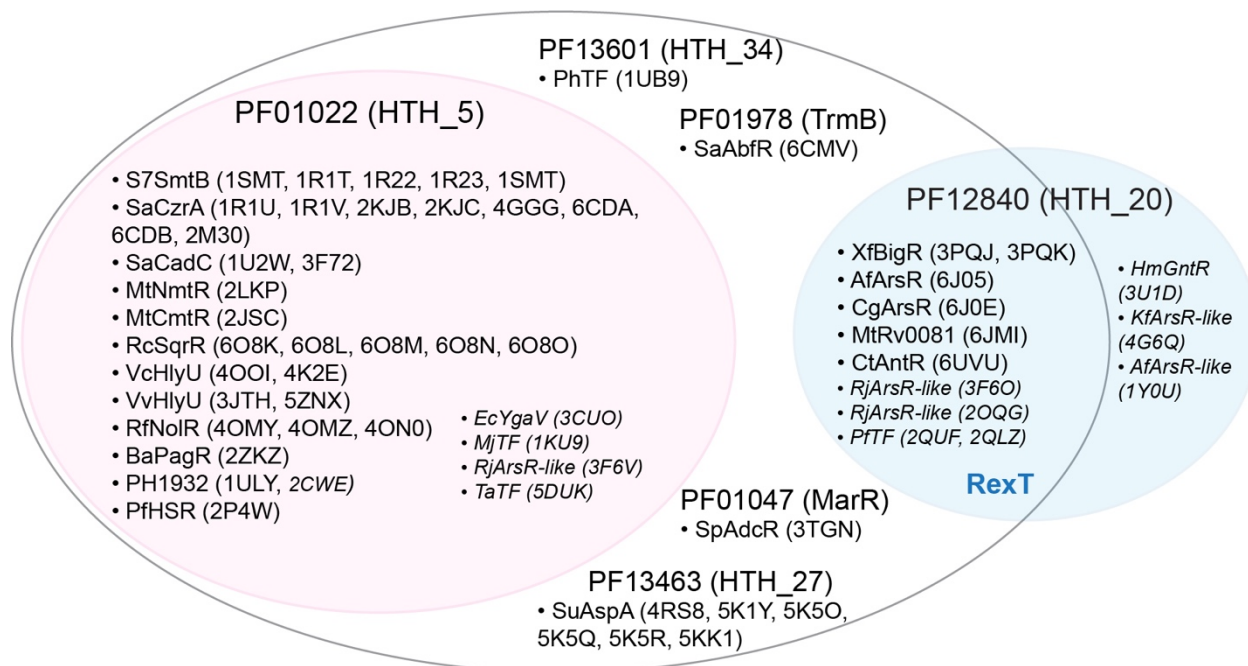 PF13601 (HTH_34)
• PhTF (1UB9)
PF01022 (HTH_5)
PF01978 (TrmB)
• SaAbfR (6CMV)
• S7SmtB (1SMT, 1R1T, 1R22, 1R23, 1SMT)
• SaCzrA (1R1U, 1R1V, 2KJB, 2KJC, 4GGG, 6CDA,
6CDB, 2M30)
• SaCadC (1U2W, 3F72)
• MtNmtR (2LKP)
• MtCmtR (2JSC)
• RcSqrR (6O8K, 6O8L, 6O8M, 6O8N, 6O8O)
• VcHlyU (4OOI, 4K2E)
• VvHlyU (3JTH, 5ZNX)
• RfNolR (4OMY, 4OMZ, 4ON0)
• BaPagR (2ZKZ)
• PH1932 (1ULY, 2CWE)
• PfHSR (2P4W)
• EcYgaV (3CUO)
• MjTF (1KU9)
• RjArsR-like (3F6V)
• TaTF (5DUK)
PF12840 (HTH_20)
• XfBigR (3PQJ, 3PQK)
• AfArsR (6J05)
• CgArsR (6J0E)
• MtRv0081 (6JMI)
• CtAntR (6UVU)
• RjArsR-like (3F6O)
• RjArsR-like (2OQG)
• PfTF (2QUF, 2QLZ)
RexT
• HmGntR
(3U1D)
• KfArsR-like
(4G6Q)
• AfArsR-like
(1Y0U)
PF01047 (MarR)
• SpAdcR (3TGN)
PF13463 (HTH_27)
• SuAspA (4RS8, 5K1Y, 5K5O,
5K5Q, 5K5R, 5KK1)